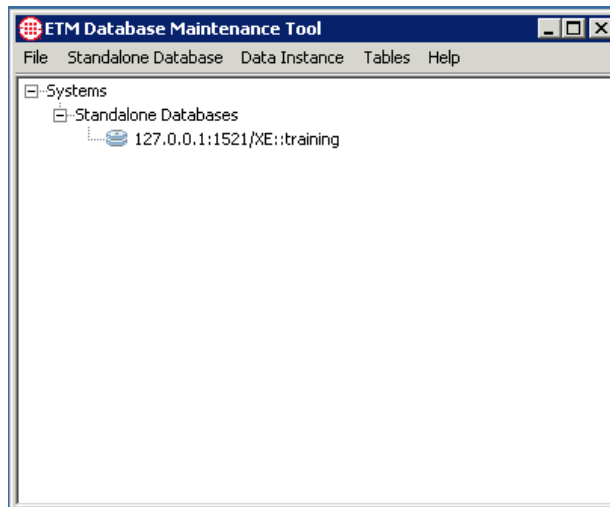 ETM Database Maintenance Tool
File Standalone Database Data Instance Tables Help
Systems
Standalone Databases
127.0.0.1:1521/XE::training